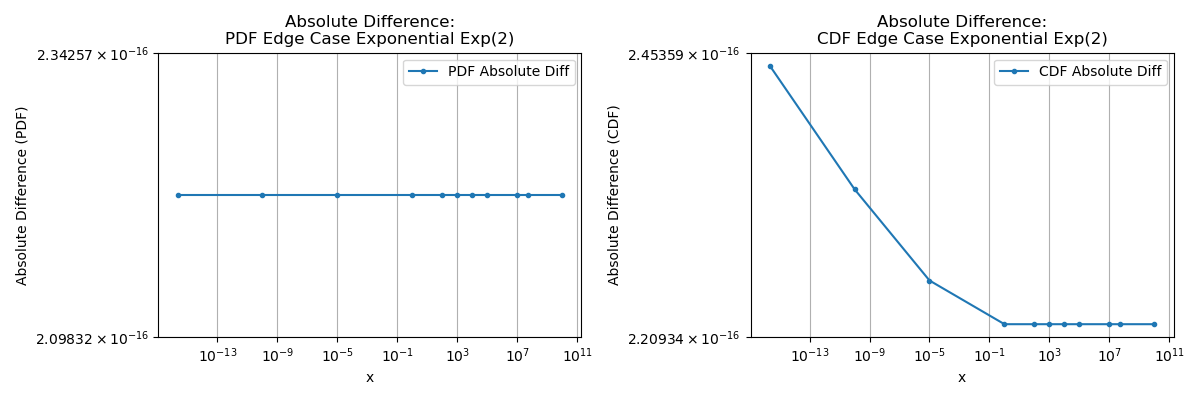 Absolute Difference:
PDF Edge Case Exponential Exp(2)
2.34257 × 10⁻¹⁶
PDF Absolute Diff
Absolute Difference (PDF)
2.09832 × 10⁻¹⁶
10⁻¹³ 10⁻⁹ 10⁻⁵ 10⁻¹ 10³ 10⁷ 10¹¹
x
Absolute Difference:
CDF Edge Case Exponential Exp(2)
2.45359 × 10⁻¹⁶
CDF Absolute Diff
Absolute Difference (CDF)
2.20934 × 10⁻¹⁶
10⁻¹³ 10⁻⁹ 10⁻⁵ 10⁻¹ 10³ 10⁷ 10¹¹
x